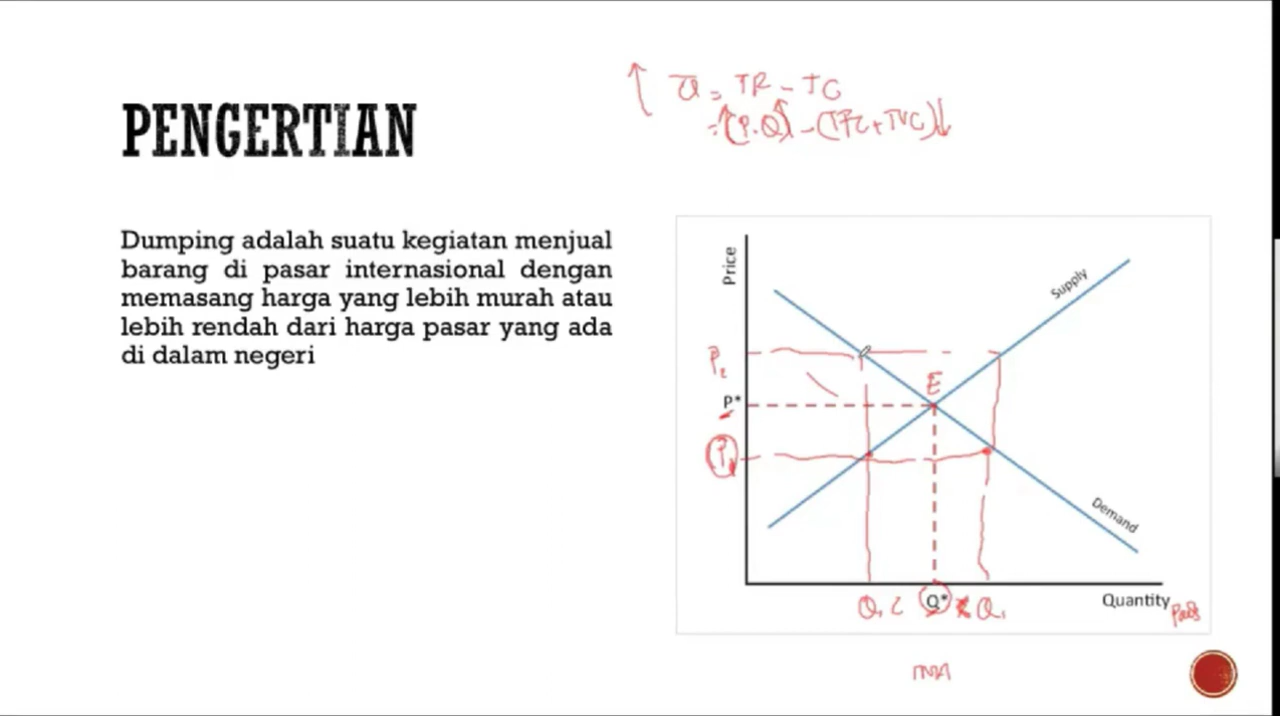 PENGERTIAN
Dumping adalah suatu kegiatan menjual
barang di pasar internasional dengan
memasang harga yang lebih murah atau
lebih rendah dari harga pasar yang ada
di dalam negeri
= TR - TC
= (P.Q) - (TFC + TVC)
Price
Supply
P₂
E
P*
P₁
Demand
Q₁ < Q* < Q₁
Quantity